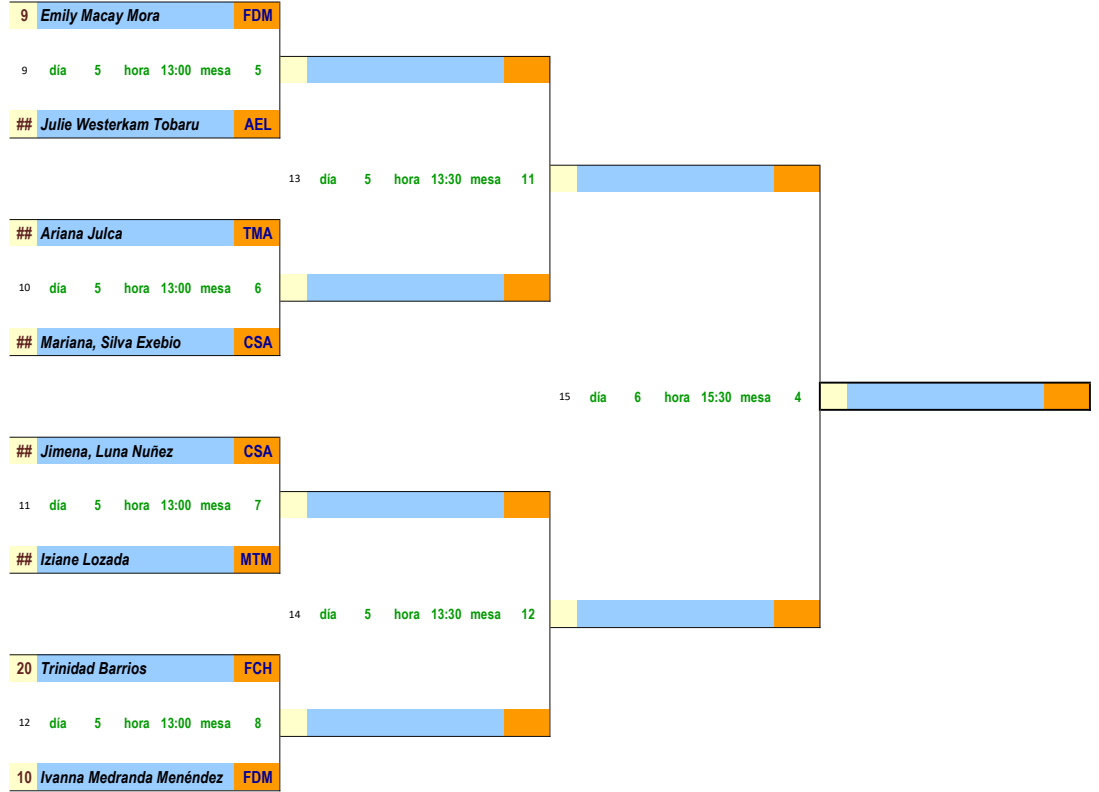 9 Emily Macay Mora FDM
9 día 5 hora 13:00 mesa 5
## Julie Westerkam Tobaru AEL
13 día 5 hora 13:30 mesa 11
## Ariana Julca TMA
10 día 5 hora 13:00 mesa 6
## Mariana, Silva Exebio CSA
15 día 6 hora 15:30 mesa 4
## Jimena, Luna Nuñez CSA
11 día 5 hora 13:00 mesa 7
## Iziane Lozada MTM
14 día 5 hora 13:30 mesa 12
20 Trinidad Barrios FCH
12 día 5 hora 13:00 mesa 8
10 Ivanna Medranda Menéndez FDM